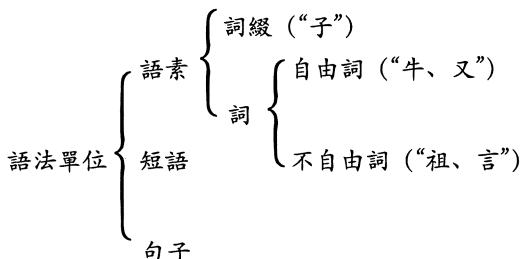 詞綴（“子”）
語素
自由詞（“牛、又”）
詞
語法單位
短語
不自由詞（“祖、言”）
句子